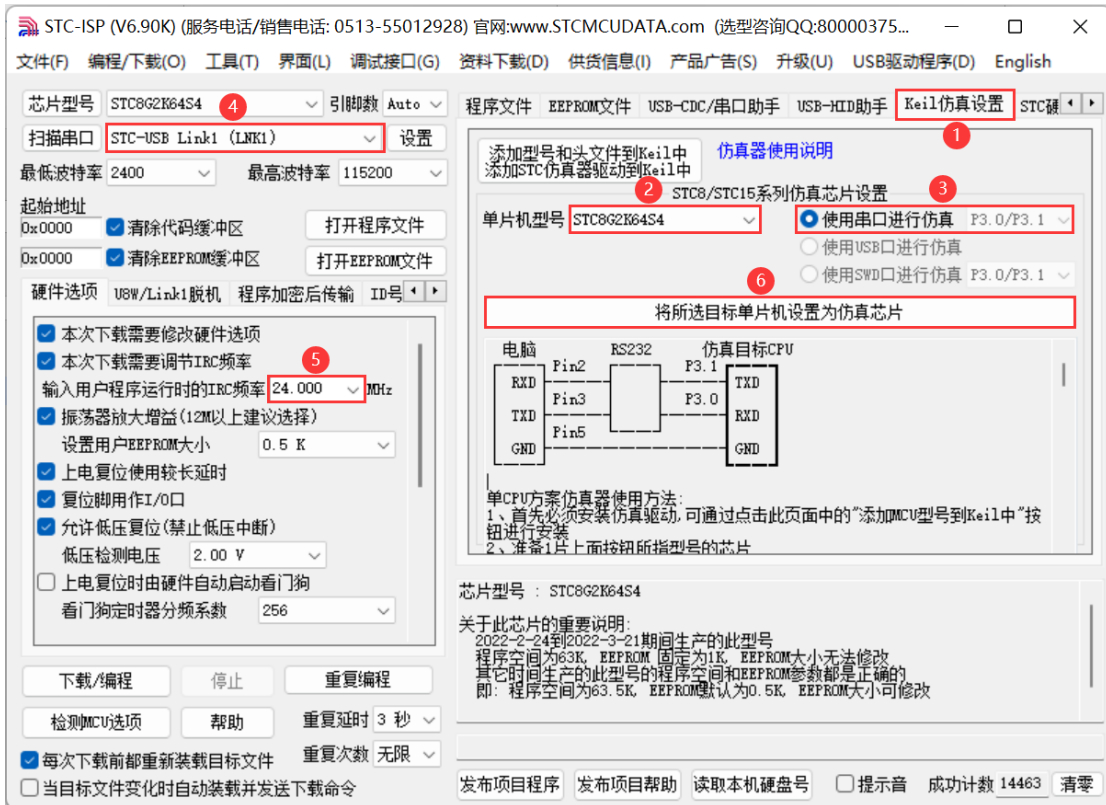 STC-ISP (V6.90K) (服务电话/销售电话: 0513-55012928) 官网:www.STCMCUDATA.com (选型咨询QQ:80000375...
文件(F) 编程/下载(O) 工具(T) 界面(L) 调试接口(G) 资料下载(D) 供货信息(I) 产品广告(S) 升级(U) USB驱动程序(D) English
芯片型号 STC8G2K64S4 引脚数 Auto
4
扫描串口 STC-USB Link1 (LNK1) 设置
最低波特率 2400 最高波特率 115200
起始地址
0x0000 清除代码缓冲区 打开程序文件
0x0000 清除EEPROM缓冲区 打开EEPROM文件
硬件选项 U8W/Link1脱机 程序加密后传输 ID号
本次下载需要修改硬件选项
本次下载需要调节IRC频率
5
输入用户程序运行时的IRC频率 24.000 MHz
振荡器放大增益(12M以上建议选择)
设置用户EEPROM大小 0.5 K
上电复位使用较长延时
复位脚用作I/O口
允许低压复位(禁止低压中断)
低压检测电压 2.00 V
上电复位时由硬件自动启动看门狗
看门狗定时器分频系数 256
下载/编程 停止 重复编程
检测MCU选项 帮助 重复延时 3 秒
每次下载前都重新装载目标文件 重复次数 无限
当目标文件变化时自动装载并发送下载命令
程序文件 EEPROM文件 USB-CDC/串口助手 USB-HID助手 Keil仿真设置 STC硬
1
添加型号和头文件到Keil中
添加STC仿真器驱动到Keil中
仿真器使用说明
2
STC8/STC15系列仿真芯片设置
3
单片机型号 STC8G2K64S4 使用串口进行仿真 P3.0/P3.1
使用USB口进行仿真
使用SWD口进行仿真 P3.0/P3.1
6
将所选目标单片机设置为仿真芯片
电脑 RS232 仿真目标CPU
Pin2 P3.1
RXD TXD
Pin3 P3.0
TXD RXD
Pin5
GND GND
单CPU方案仿真器使用方法:
1、首先必须安装仿真驱动,可通过点击此页面中的"添加MCU型号到Keil中"按
钮进行安装
2、准备1片上面按钮所指型号的芯片
芯片型号 : STC8G2K64S4
关于此芯片的重要说明:
2022-2-24到2022-3-21期间生产的此型号
程序空间为63K, EEPROM 固定为1K, EEPROM大小无法修改
其它时间生产的此型号的程序空间和EEPROM参数都是正确的
即: 程序空间为63.5K, EEPROM默认为0.5K, EEPROM大小可修改
发布项目程序 发布项目帮助 读取本机硬盘号 提示音 成功计数 14463 清零